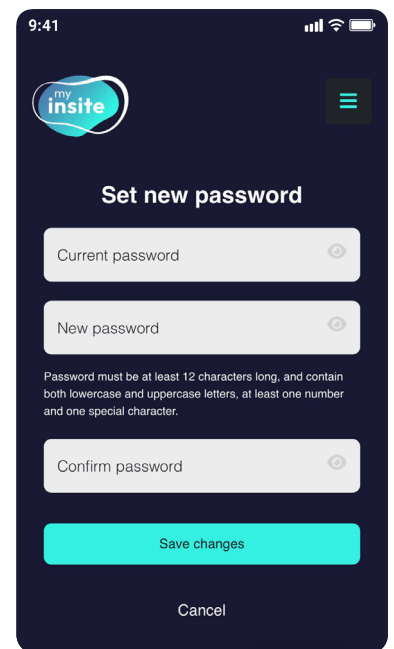 9:41
my
insite
Set new password
Current password
New password
Password must be at least 12 characters long, and contain
both lowercase and uppercase letters, at least one number
and one special character.
Confirm password
Save changes
Cancel